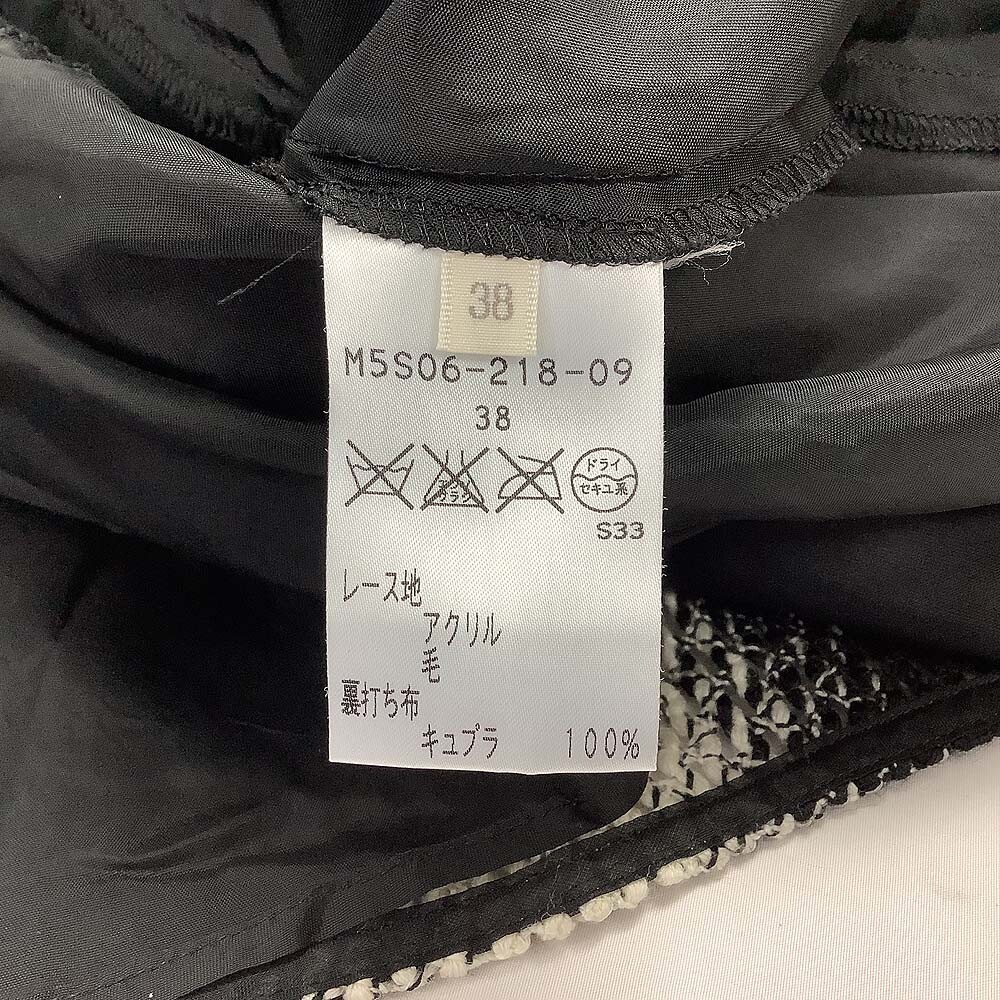 38
M5S06-218-09
38
ドライ
セキユ系
S33
レース地
アクリル
毛
裏打ち布
キュプラ 100%